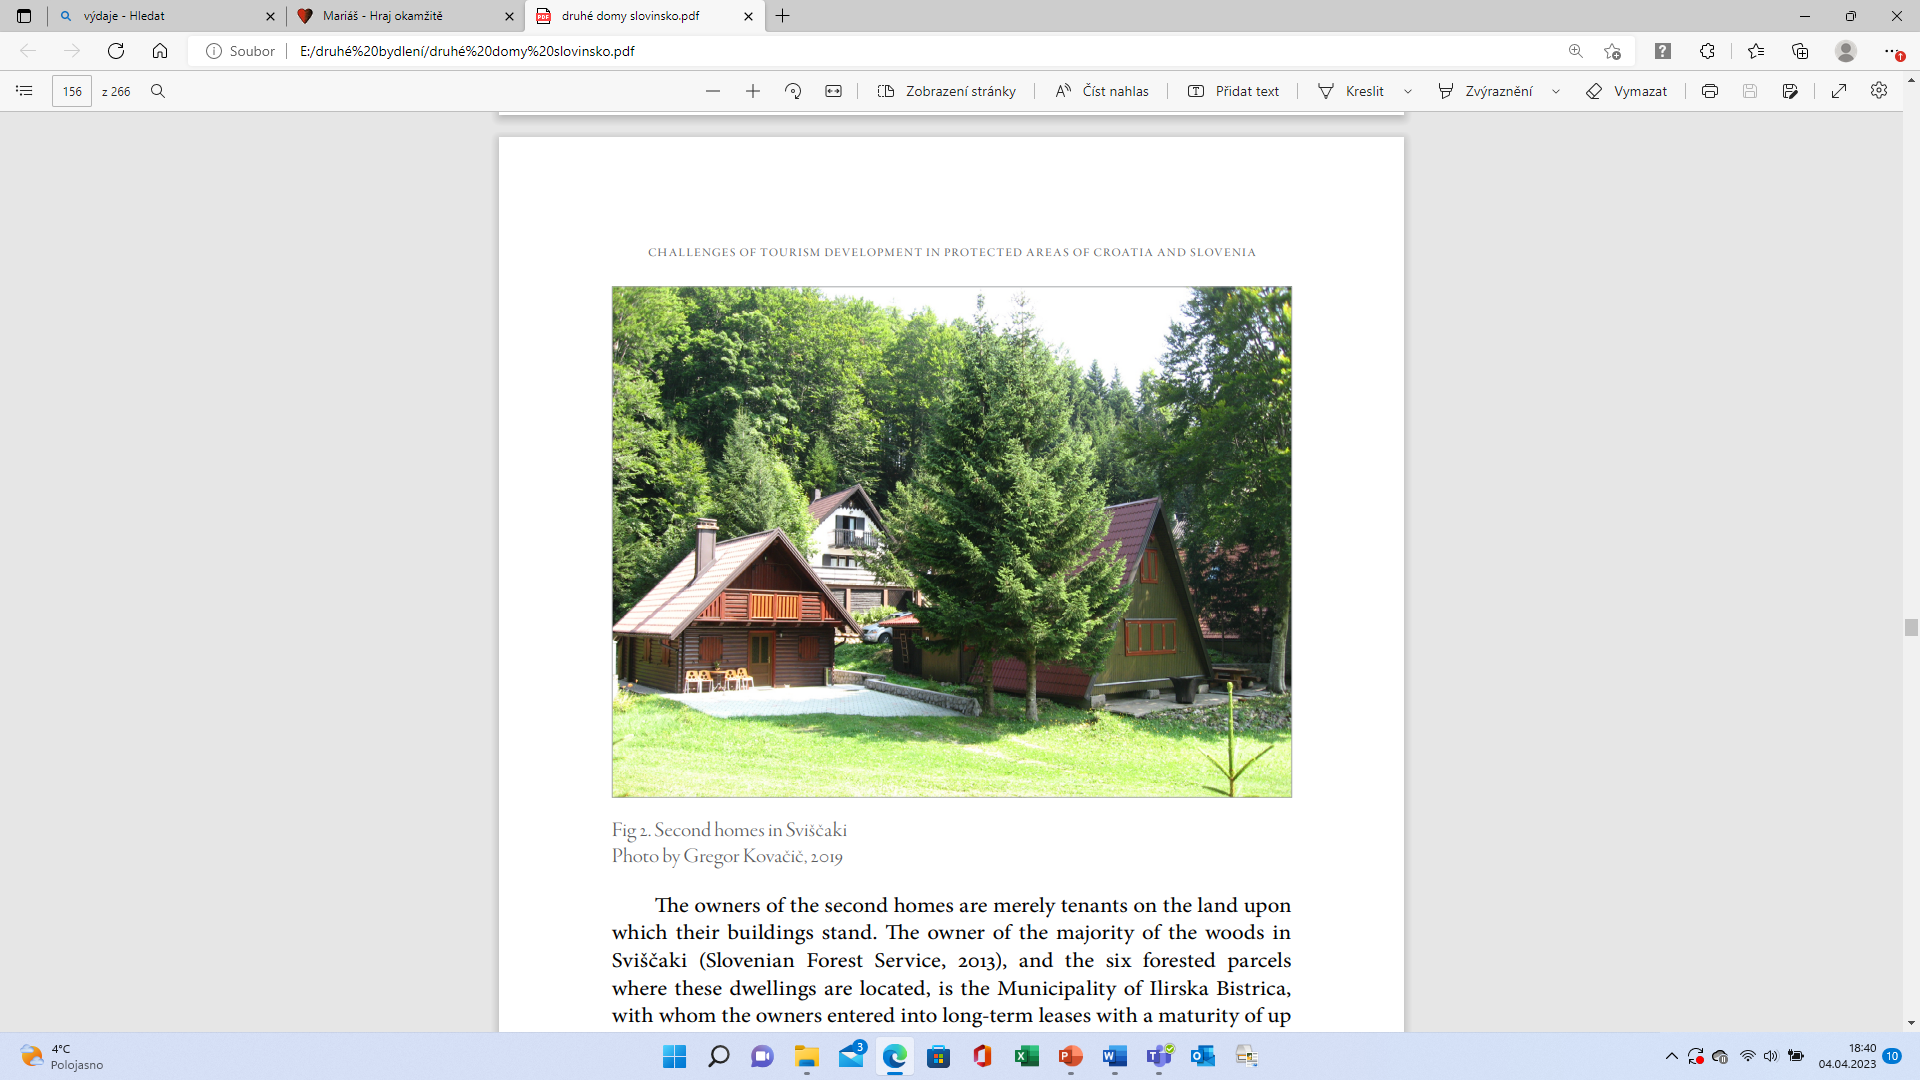 výdaje - Hledat
Mariáš - Hraj okamžitě
druhé domy slovinsko.pdf
Soubor
E:/druhé%20bydlení/druhé%20domy%20slovinsko.pdf
156
z 266
Zobrazení stránky
Číst nahlas
Přidat text
Kreslit
Zvýraznění
Vymazat
CHALLENGES OF TOURISM DEVELOPMENT IN PROTECTED AREAS OF CROATIA AND SLOVENIA
Fig 2. Second homes in Sviščaki
Photo by Gregor Kovačič, 2019
The owners of the second homes are merely tenants on the land upon
which their buildings stand. The owner of the majority of the woods in
Sviščaki (Slovenian Forest Service, 2013), and the six forested parcels
where these dwellings are located, is the Municipality of Ilirska Bistrica,
with whom the owners entered into long-term leases with a maturity of up
4°C
Polojasno
3
18:40
04.04.2023
10